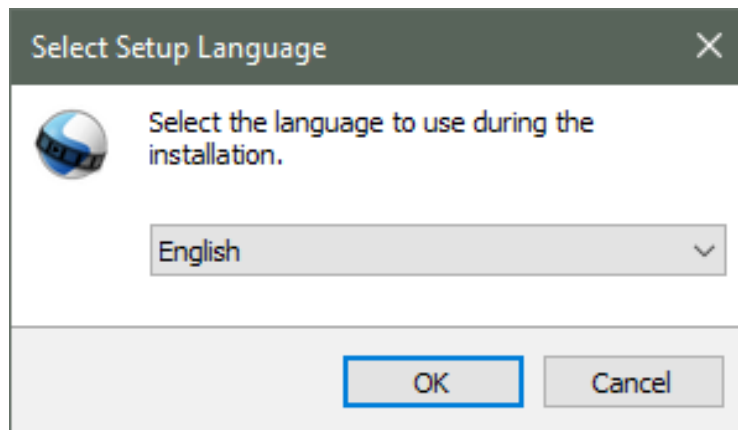 Select Setup Language
Select the language to use during the
installation.
English
OK
Cancel